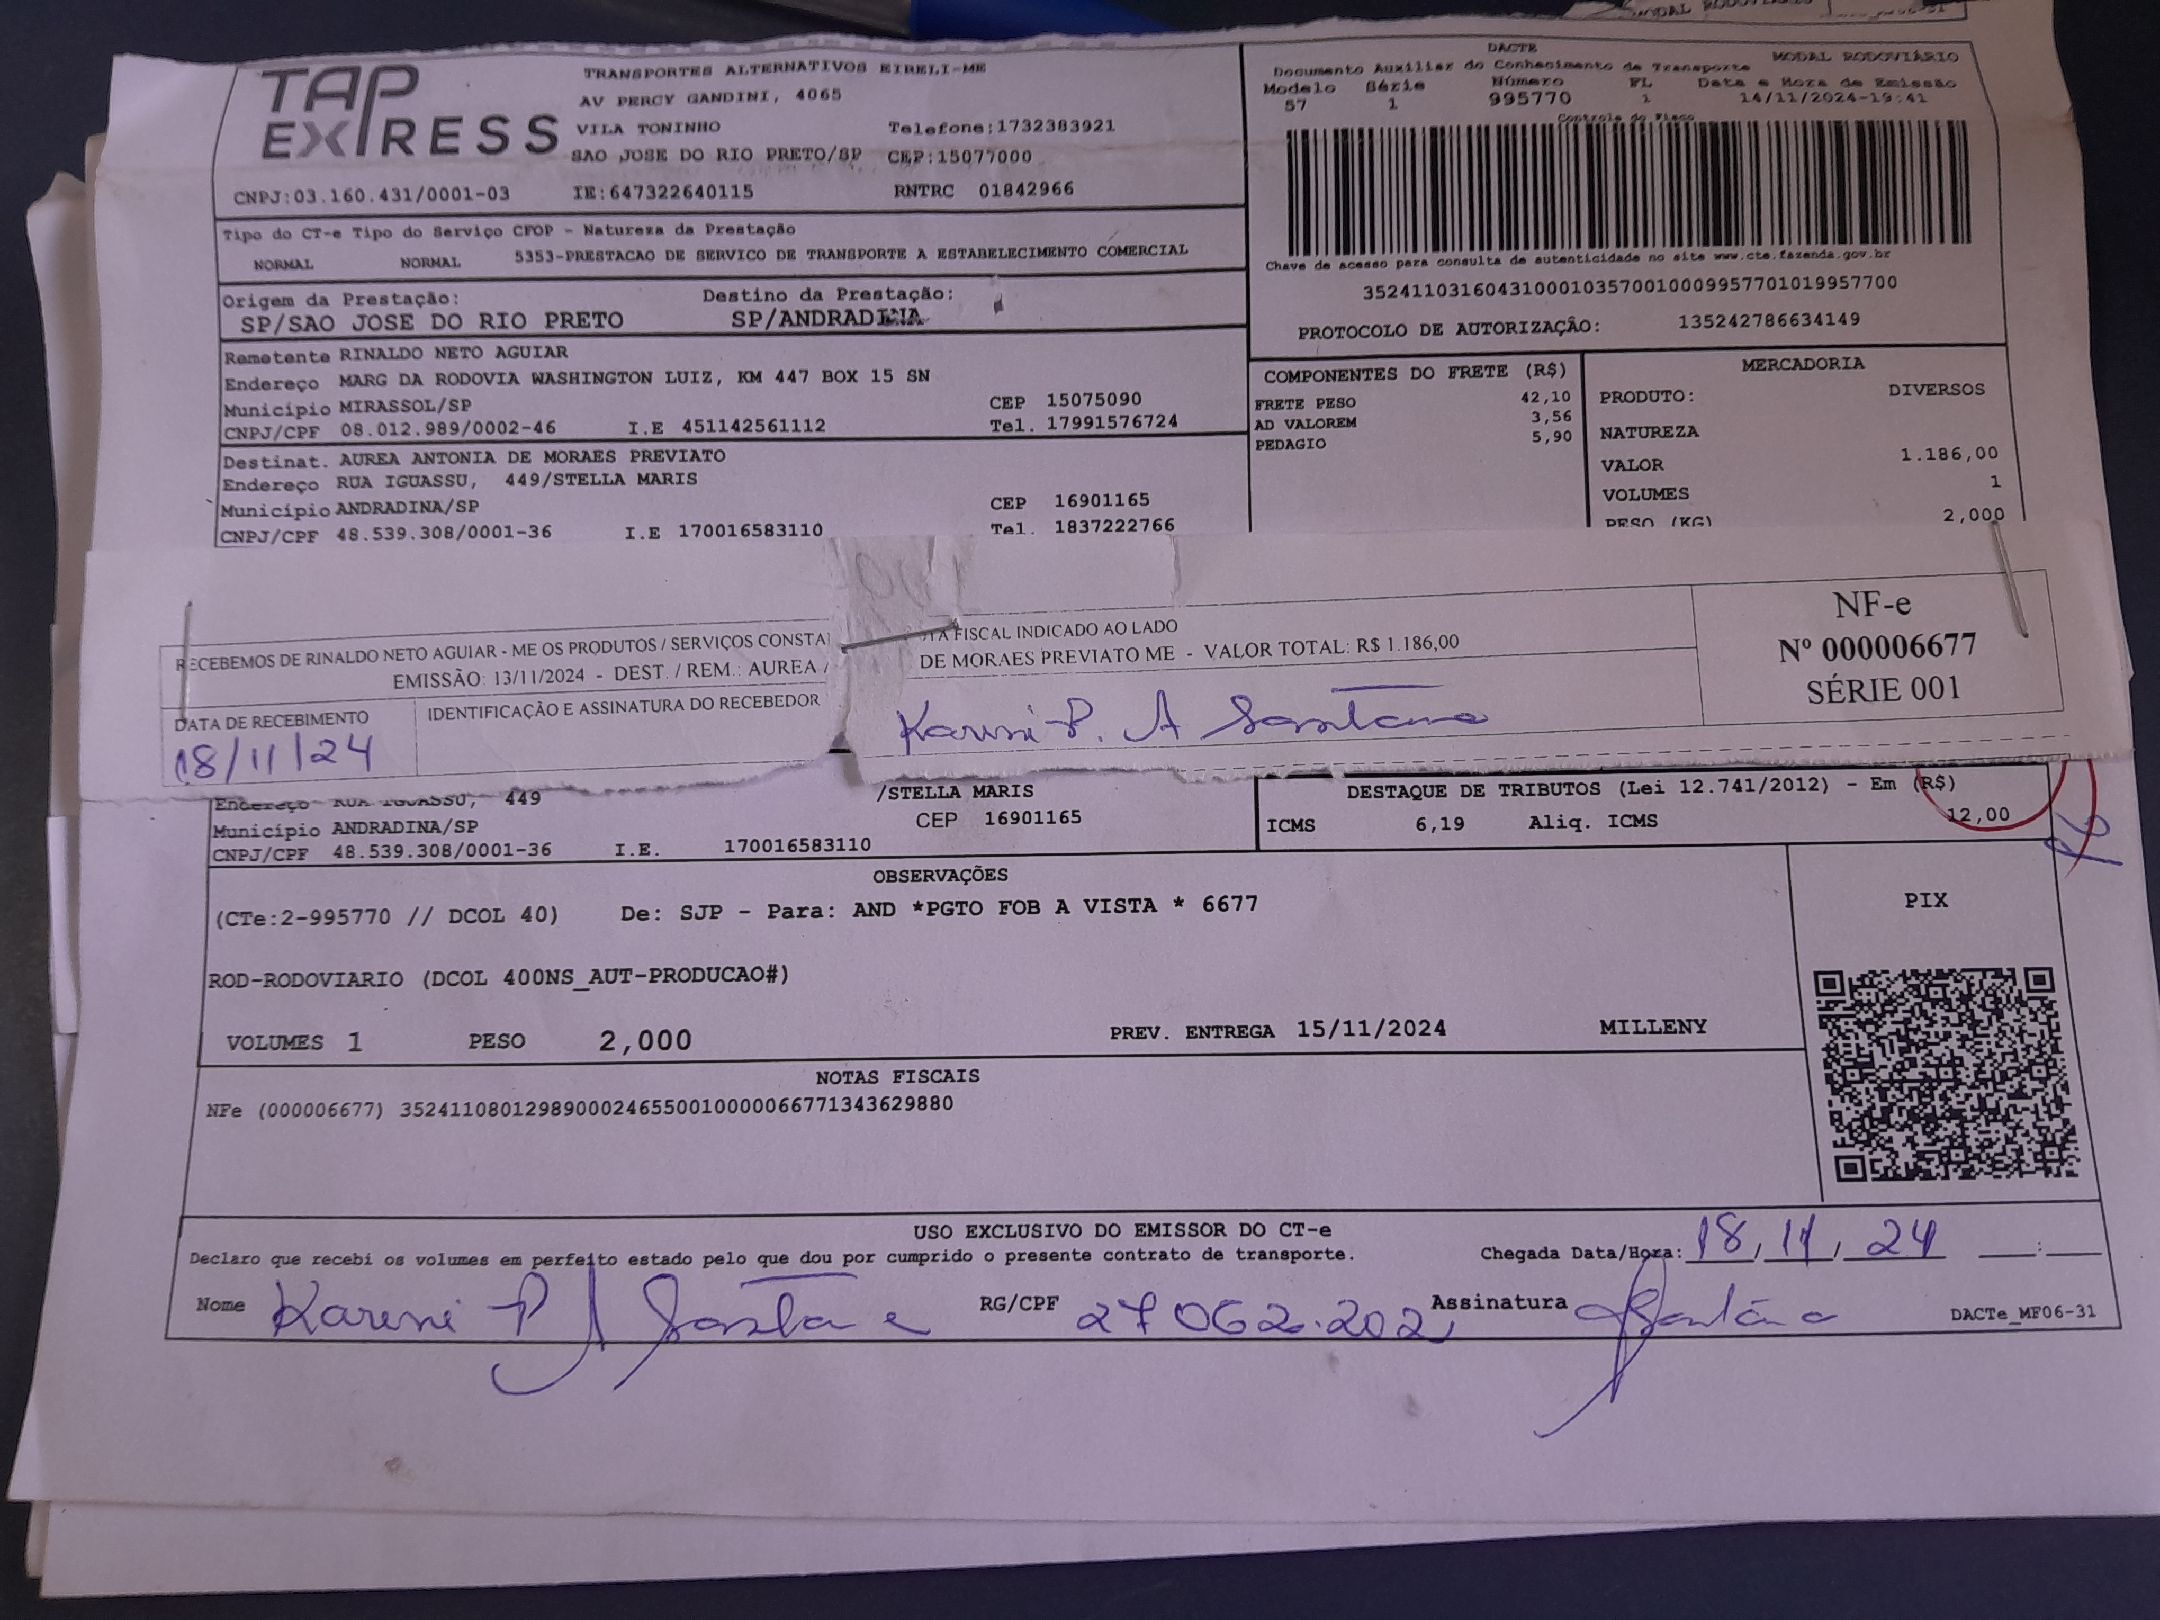 TAP EXPRESS
TRANSPORTES ALTERNATIVOS EIRELI-ME
AV PERCY GANDINI, 4065
VILA TONINHO Telefone:1732383921
SAO JOSE DO RIO PRETO/SP CEP:15077000
CNPJ:03.160.431/0001-03 IE:647322640115 RNTRC 01842966
DACTE
Documento Auxiliar do Conhecimento de Transporte MODAL RODOVIÁRIO
Modelo Série Número FL Data e Hora de Emissão
57 1 995770 1 14/11/2024-19:41
Controle do Fisco
Chave de acesso para consulta de autenticidade no site www.cte.fazenda.gov.br
35241103160431000103570010009957701019957700
PROTOCOLO DE AUTORIZAÇÃO: 135242786634149
Tipo do CT-e Tipo do Serviço CFOP - Natureza da Prestação
NORMAL NORMAL 5353-PRESTACAO DE SERVICO DE TRANSPORTE A ESTABELECIMENTO COMERCIAL
Origem da Prestação: Destino da Prestação:
SP/SAO JOSE DO RIO PRETO SP/ANDRADINA
Remetente RINALDO NETO AGUIAR
Endereço MARG DA RODOVIA WASHINGTON LUIZ, KM 447 BOX 15 SN
Município MIRASSOL/SP CEP 15075090
CNPJ/CPF 08.012.989/0002-46 I.E 451142561112 Tel. 17991576724
Destinat. AUREA ANTONIA DE MORAES PREVIATO
Endereço RUA IGUASSU, 449/STELLA MARIS
Município ANDRADINA/SP CEP 16901165
CNPJ/CPF 48.539.308/0001-36 I.E 170016583110 Tel. 1837222766
COMPONENTES DO FRETE (R$)
FRETE PESO 42,10
AD VALOREM 3,56
PEDAGIO 5,90
MERCADORIA
PRODUTO: DIVERSOS
NATUREZA
VALOR 1.186,00
VOLUMES 1
PESO (KG) 2,000
RECEBEMOS DE RINALDO NETO AGUIAR - ME OS PRODUTOS / SERVIÇOS FISCAL INDICADO AO LADO
EMISSÃO: 13/11/2024 - DEST. / REM.: AUREA DE MORAES PREVIATO ME - VALOR TOTAL: R$ 1.186,00
DATA DE RECEBIMENTO IDENTIFICAÇÃO E ASSINATURA DO RECEBEDOR
18/11/24 Kareni P. A Santana
NF-e
Nº 000006677
SÉRIE 001
Endereço RUA IGUASSU, 449 /STELLA MARIS
Município ANDRADINA/SP CEP 16901165
CNPJ/CPF 48.539.308/0001-36 I.E. 170016583110
DESTAQUE DE TRIBUTOS (Lei 12.741/2012) - Em (R$)
ICMS 6,19 Aliq. ICMS 12,00
OBSERVAÇÕES
(CTe:2-995770 // DCOL 40) De: SJP - Para: AND *PGTO FOB A VISTA * 6677
ROD-RODOVIARIO (DCOL 400NS_AUT-PRODUCAO#)
VOLUMES 1 PESO 2,000 PREV. ENTREGA 15/11/2024 MILLENY
PIX
NOTAS FISCAIS
NFe (000006677) 35241108012989000246550010000066771343629880
USO EXCLUSIVO DO EMISSOR DO CT-e
Declaro que recebi os volumes em perfeito estado pelo que dou por cumprido o presente contrato de transporte.
Chegada Data/Hora: 18/11/24 __:__
Nome Kareni P A Santana RG/CPF 27 062.202 Assinatura Santana
DACTe_MF06-31